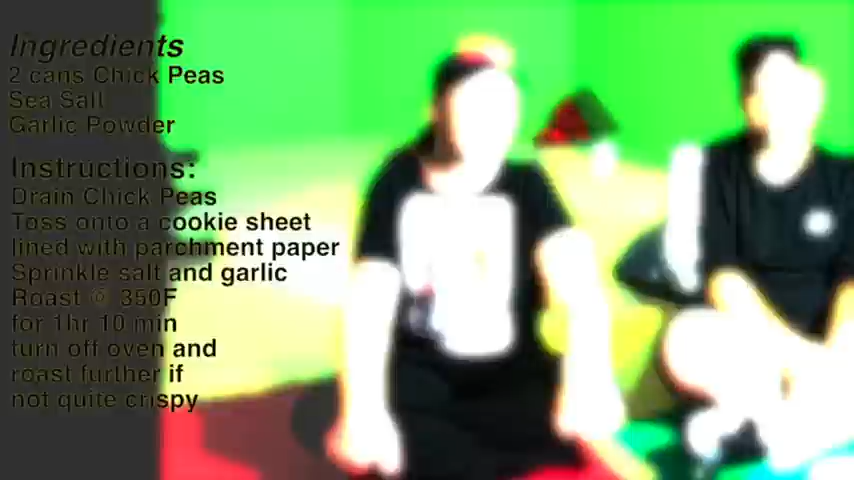 Ingredients
2 cans Chick Peas
Sea Salt
Garlic Powder
Instructions:
Drain Chick Peas
Toss onto a cookie sheet
lined with parchment paper
Sprinkle salt and garlic
Roast @ 350F
for 1hr 10 min
turn off oven and
roast further if
not quite crispy